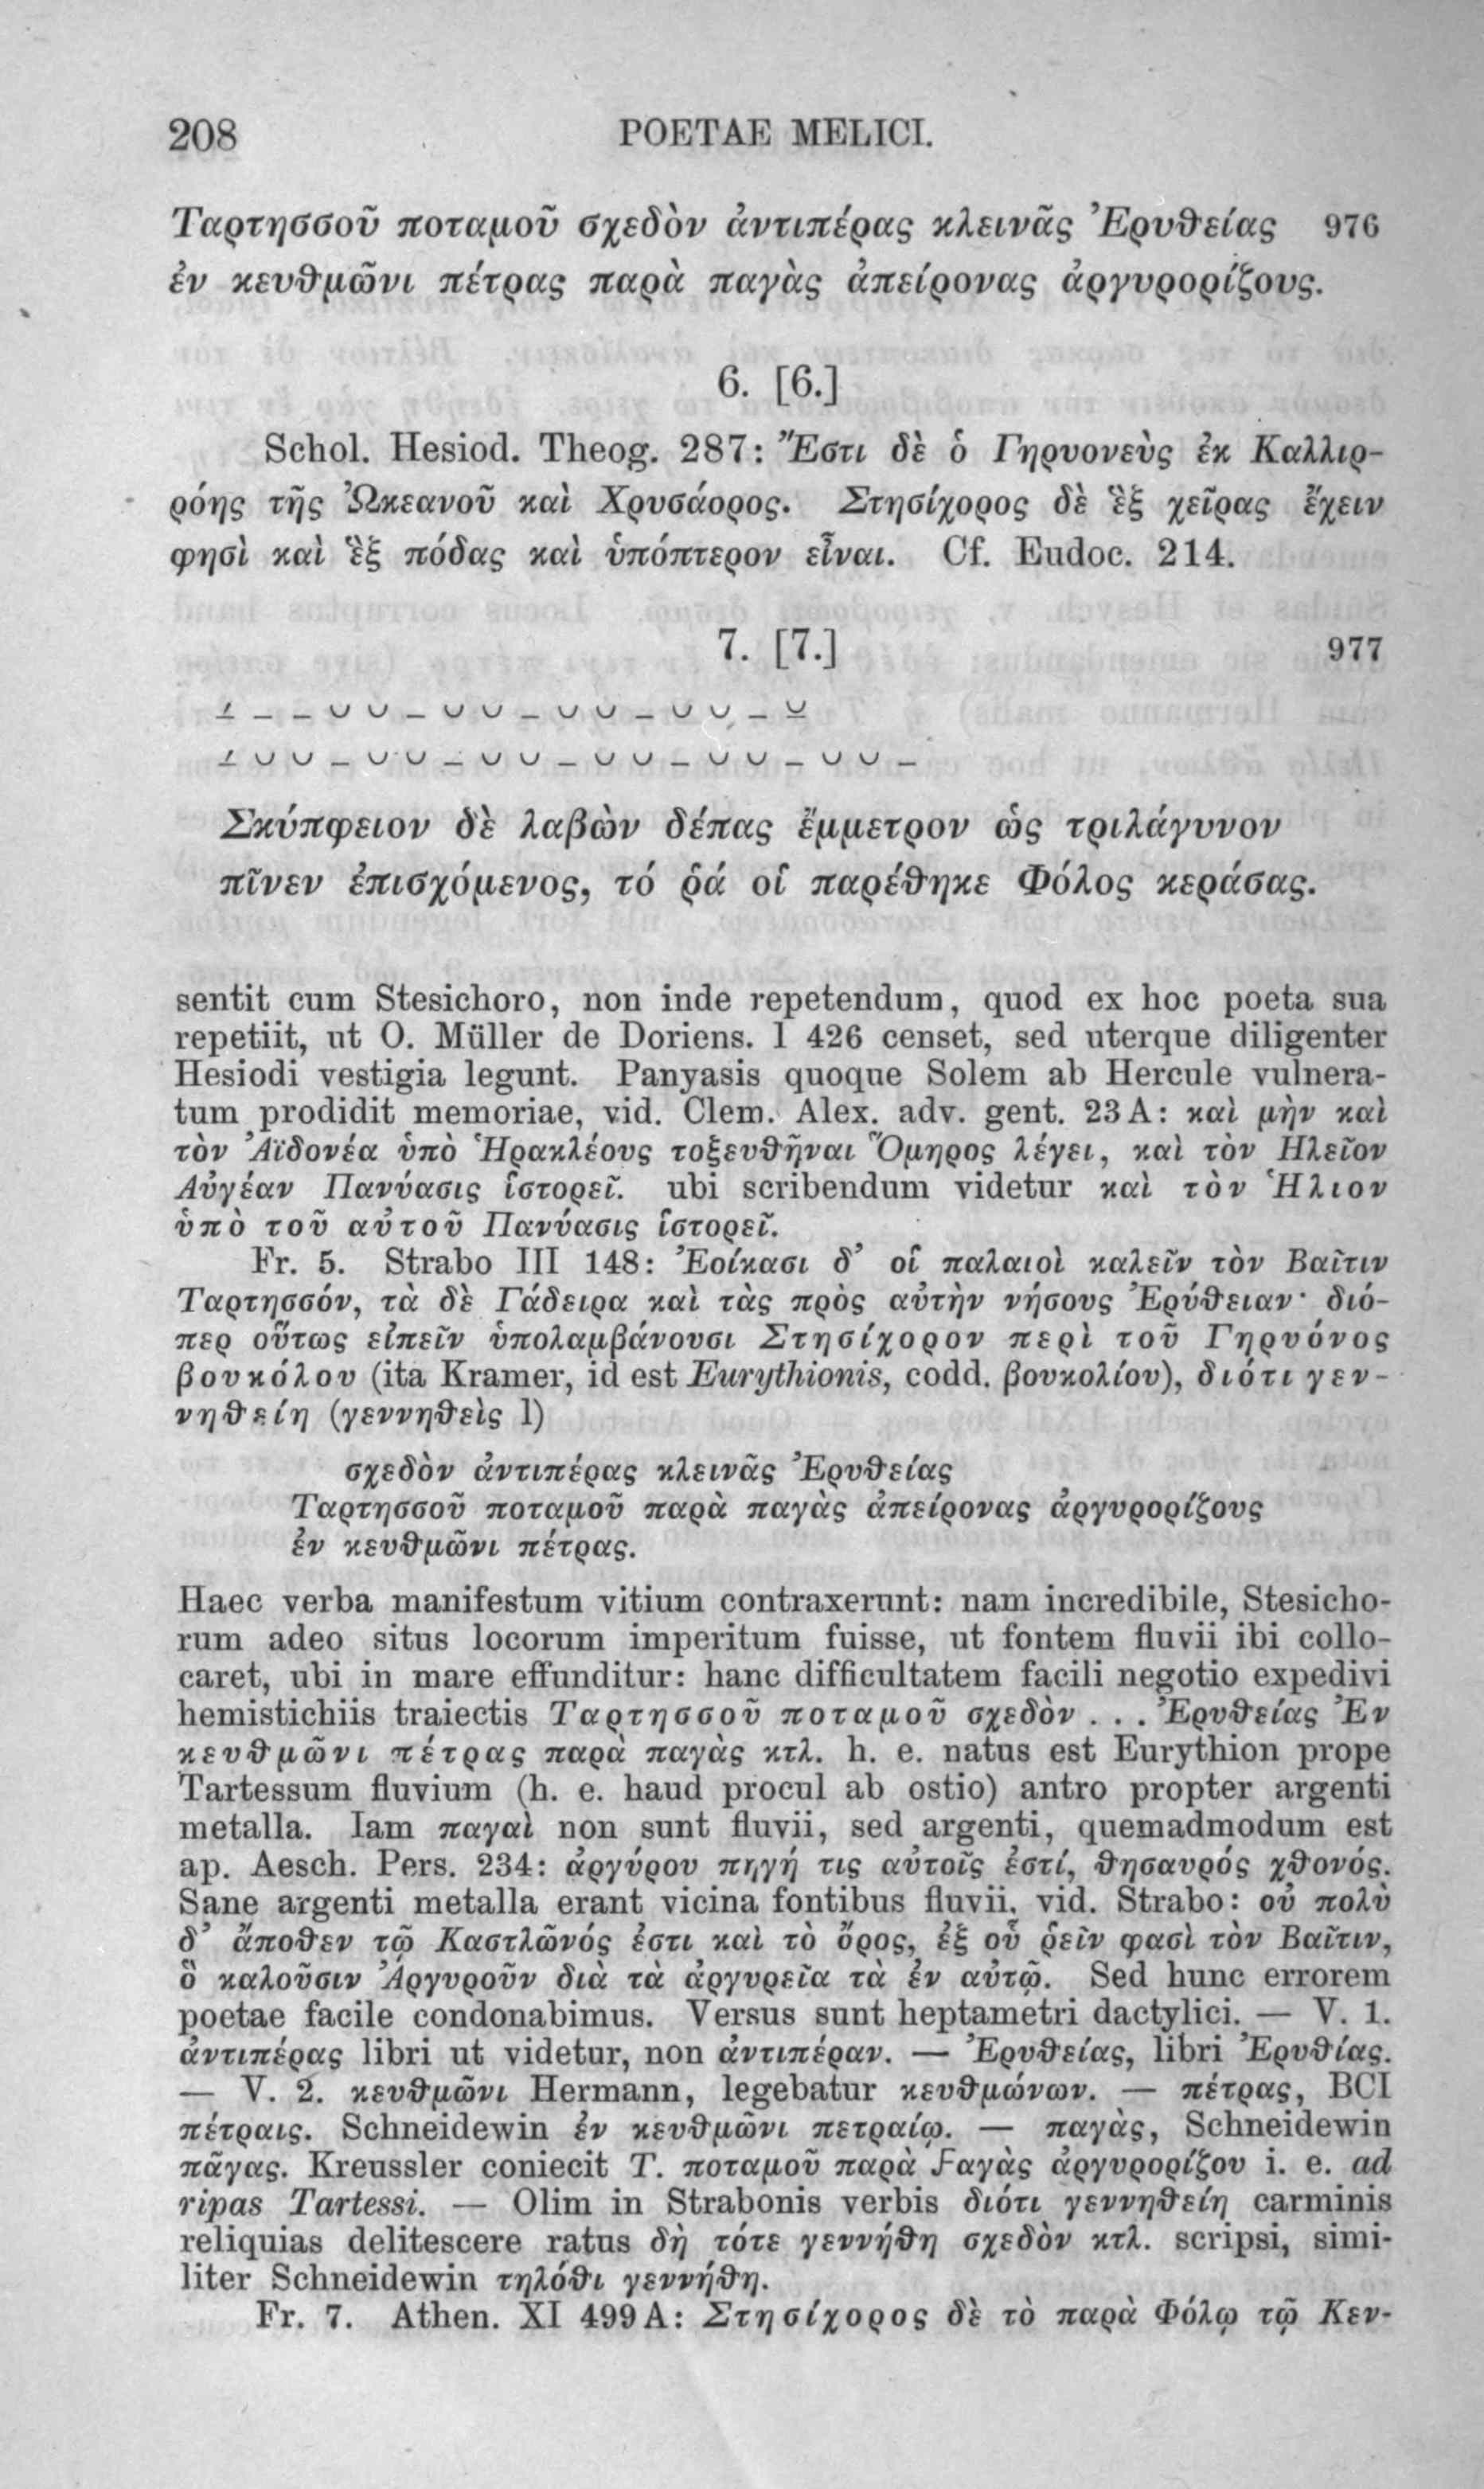 208 POETAE MELICI.
Ταρτησσοῦ ποταμοῦ σχεδὸν ἀντιπέρας κλεινᾶς Ἐρυθείας 976
ἐν κευθμῶνι πέτρας παρὰ παγὰς ἀπείρονας ἀργυρορίζους.
6. [6.]
Schol. Hesiod. Theog. 287: Ἔστι δὲ ὁ Γηρυονεὺς ἐκ Καλλιρ-
ρόης τῆς Ὠκεανοῦ καὶ Χρυσάορος. Στησίχορος δὲ ἓξ χεῖρας ἔχειν
φησὶ καὶ ἓξ πόδας καὶ ὑπόπτερον εἶναι. Cf. Eudoc. 214.
7. [7.] 977
⏊́ _ _ ∪ ∪ _ ∪ ∪ _ ∪ ∪ _ ∪ ∪ _ ⊻
⏊́ ∪ ∪ _ ∪ ∪ _ ∪ ∪ _ ∪ ∪ _ ∪ ∪ _ ∪ ∪ _
Σκύπφειον δὲ λαβὼν δέπας ἔμμετρον ὡς τριλάγυνον
πῖνεν ἐπισχόμενος, τό ῥά οἱ παρέθηκε Φόλος κεράσας.
sentit cum Stesichoro, non inde repetendum, quod ex hoc poeta sua
repetiit, ut O. Müller de Doriens. I 426 censet, sed uterque diligenter
Hesiodi vestigia legunt. Panyasis quoque Solem ab Hercule vulnera-
tum prodidit memoriae, vid. Clem. Alex. adv. gent. 23 A: καὶ μὴν καὶ
τὸν Ἀϊδονέα ὑπὸ Ἡρακλέους τοξευθῆναι Ὅμηρος λέγει, καὶ τὸν Ηλεῖον
Αὐγέαν Πανύασις ἱστορεῖ. ubi scribendum videtur καὶ τὸν Ἥλιον
ὑπὸ τοῦ αὐτοῦ Πανύασις ἱστορεῖ.
Fr. 5. Strabo III 148: Ἐοίκασι δ’ οἱ παλαιοὶ καλεῖν τὸν Βαῖτιν
Ταρτησσόν, τὰ δὲ Γάδειρα καὶ τὰς πρὸς αὐτὴν νήσους Ἐρύθειαν· διό-
περ οὕτως εἰπεῖν ὑπολαμβάνουσι Στησίχορον περὶ τοῦ Γηρυόνος
βουκόλου (ita Kramer, id est Eurythionis, codd. βουκολίου), διότι γεν-
νηθείη (γεννηθεὶς l)
σχεδὸν ἀντιπέρας κλεινᾶς Ἐρυθείας
Ταρτησσοῦ ποταμοῦ παρὰ παγὰς ἀπείρονας ἀργυρορίζους
ἐν κευθμῶνι πέτρας.
Haec verba manifestum vitium contraxerunt: nam incredibile, Stesicho-
rum adeo situs locorum imperitum fuisse, ut fontem fluvii ibi collo-
caret, ubi in mare effunditur: hanc difficultatem facili negotio expedivi
hemistichiis traiectis Ταρτησσοῦ ποταμοῦ σχεδὸν . . . Ἐρυθείας Ἐν
κευθμῶνι πέτρας παρὰ παγὰς κτλ. h. e. natus est Eurythion prope
Tartessum fluvium (h. e. haud procul ab ostio) antro propter argenti
metalla. Iam παγαὶ non sunt fluvii, sed argenti, quemadmodum est
ap. Aesch. Pers. 234: ἀργύρου πηγή τις αὐτοῖς ἐστί, θησαυρός χθονός.
Sane argenti metalla erant vicina fontibus fluvii, vid. Strabo: οὐ πολὺ
δ’ ἄποθεν τῷ Καστλῶνός ἐστι καὶ τὸ ὄρος, ἐξ οὗ ῥεῖν φασὶ τὸν Βαῖτιν,
ὃ καλοῦσιν Ἀργυροῦν διὰ τὰ ἀργυρεῖα τὰ ἐν αὐτῷ. Sed hunc errorem
poetae facile condonabimus. Versus sunt heptametri dactylici. — V. 1.
ἀντιπέρας libri ut videtur, non ἀντιπέραν. — Ἐρυθείας, libri Ἐρυθίας.
— V. 2. κευθμῶνι Hermann, legebatur κευθμώνων. — πέτρας, BCI
πέτραις. Schneidewin ἐν κευθμῶνι πετραίῳ. — παγὰς, Schneidewin
πᾶγας. Kreussler coniecit T. ποταμοῦ παρὰ ϝαγὰς ἀργυρορίζου i. e. ad
ripas Tartessi. — Olim in Strabonis verbis διότι γεννηθείη carminis
reliquias delitescere ratus δὴ τότε γεννήθη σχεδὸν κτλ. scripsi, simi-
liter Schneidewin τηλόθι γεννήθη.
Fr. 7. Athen. XI 499 A: Στησίχορος δὲ τὸ παρὰ Φόλῳ τῷ Κεν-